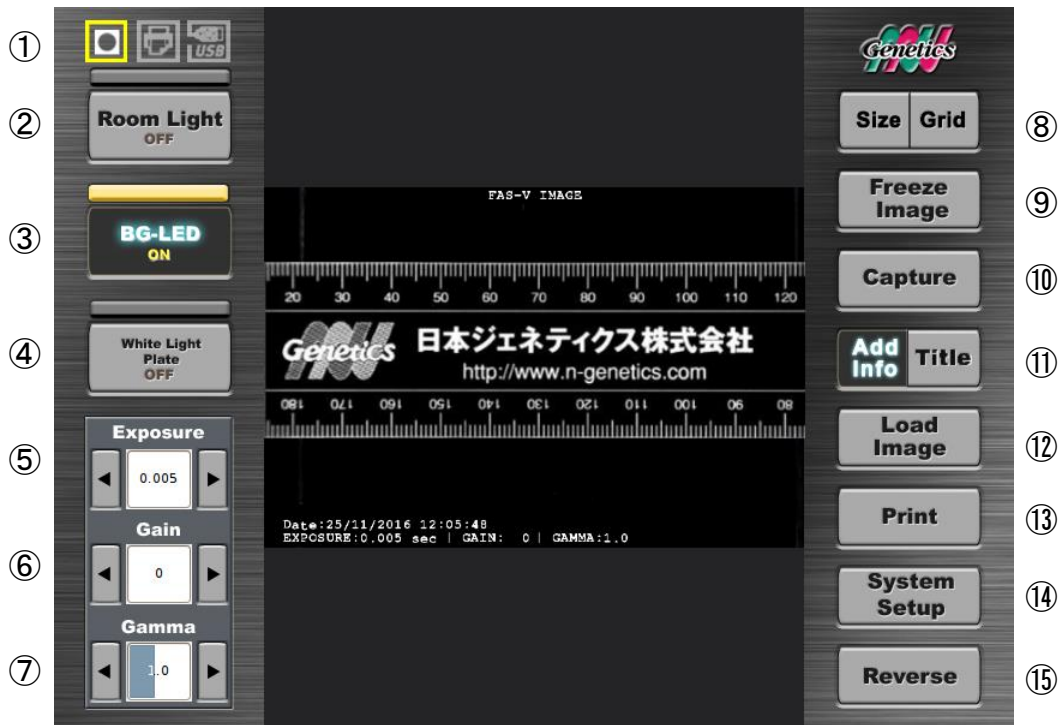 ①
USB
②
Room Light
OFF
③
BG-LED
ON
④
White Light
Plate
OFF
⑤
Exposure
0.005
⑥
Gain
0
⑦
Gamma
1.0
FAS-V IMAGE
20 30 40 50 60 70 80 90 100 110 120
Genetics 日本ジェネティクス株式会社
http://www.n-genetics.com
180 170 160 150 140 130 120 110 100 90 80
Date:25/11/2016 12:05:48
EXPOSURE:0.005 sec | GAIN: 0 | GAMMA:1.0
Genetics
Size Grid
⑧
Freeze
Image
⑨
Capture
⑩
Add
Info
Title
⑪
Load
Image
⑫
Print
⑬
System
Setup
⑭
Reverse
⑮